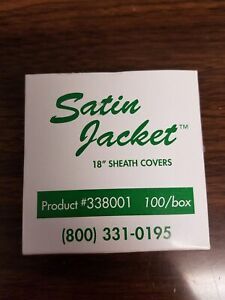 Satin
Jacket™
18" SHEATH COVERS
Product #338001 100/box
(800) 331-0195